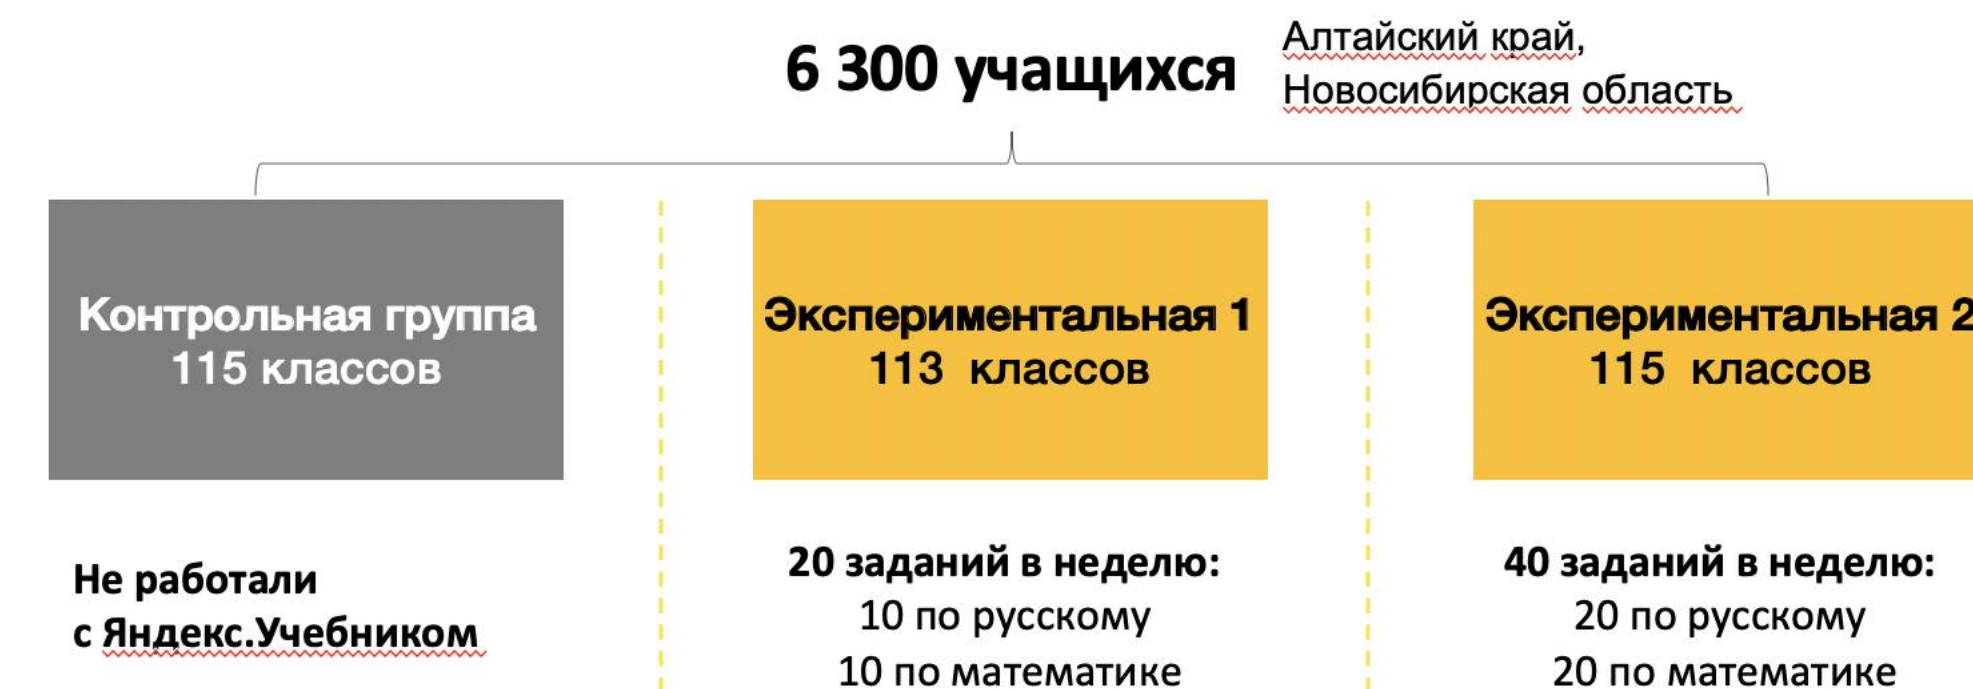 6 300 учащихся
Алтайский край,
Новосибирская область
Контрольная группа
115 классов
Экспериментальная 1
113 классов
Экспериментальная 2
115 классов
Не работали
с Яндекс.Учебником
20 заданий в неделю:
10 по русскому
10 по математике
40 заданий в неделю:
20 по русскому
20 по математике